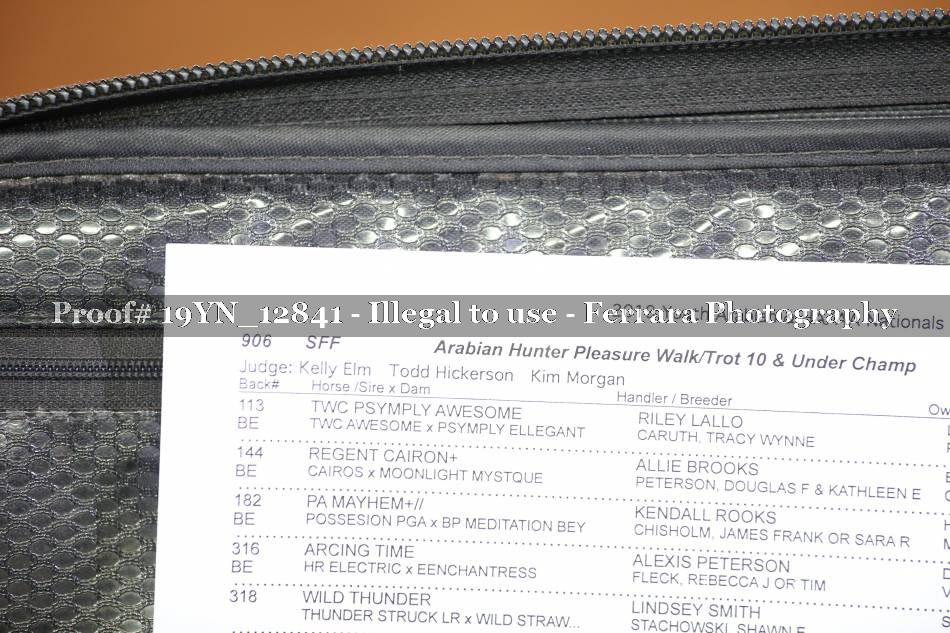 Proof# 19YN_12841 - Illegal to use - Ferrara Photography
Nationals
906 SFF
Arabian Hunter Pleasure Walk/Trot 10 & Under Champ
Judge: Kelly Elm Todd Hickerson Kim Morgan
Back# Horse /Sire x Dam Handler / Breeder Ow
113 TWC PSYMPLY AWESOME RILEY LALLO
BE TWC AWESOME x PSYMPLY ELLEGANT CARUTH, TRACY WYNNE
144 REGENT CAIRON+ ALLIE BROOKS
BE CAIROS x MOONLIGHT MYSTQUE PETERSON, DOUGLAS F & KATHLEEN E
182 PA MAYHEM+// KENDALL ROOKS
BE POSSESION PGA x BP MEDITATION BEY CHISHOLM, JAMES FRANK OR SARA R
316 ARCING TIME ALEXIS PETERSON
BE HR ELECTRIC x EENCHANTRESS FLECK, REBECCA J OR TIM
318 WILD THUNDER LINDSEY SMITH
THUNDER STRUCK LR x WILD STRAW... STACHOWSKI, SHAWN F